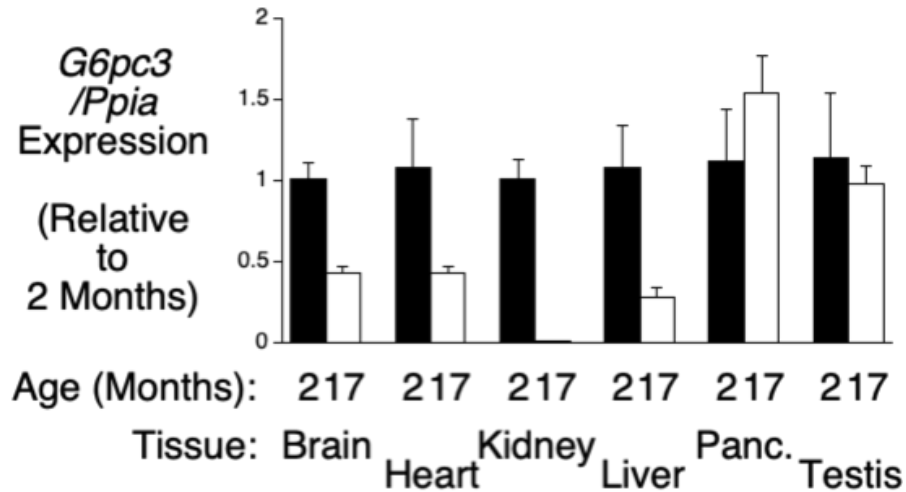 G6pc3
/Ppia
Expression
(Relative
to
2 Months)
2
1.5
1
0.5
0
Age (Months): 217 217 217 217 217 217
Tissue: Brain Heart Kidney Liver Panc. Testis